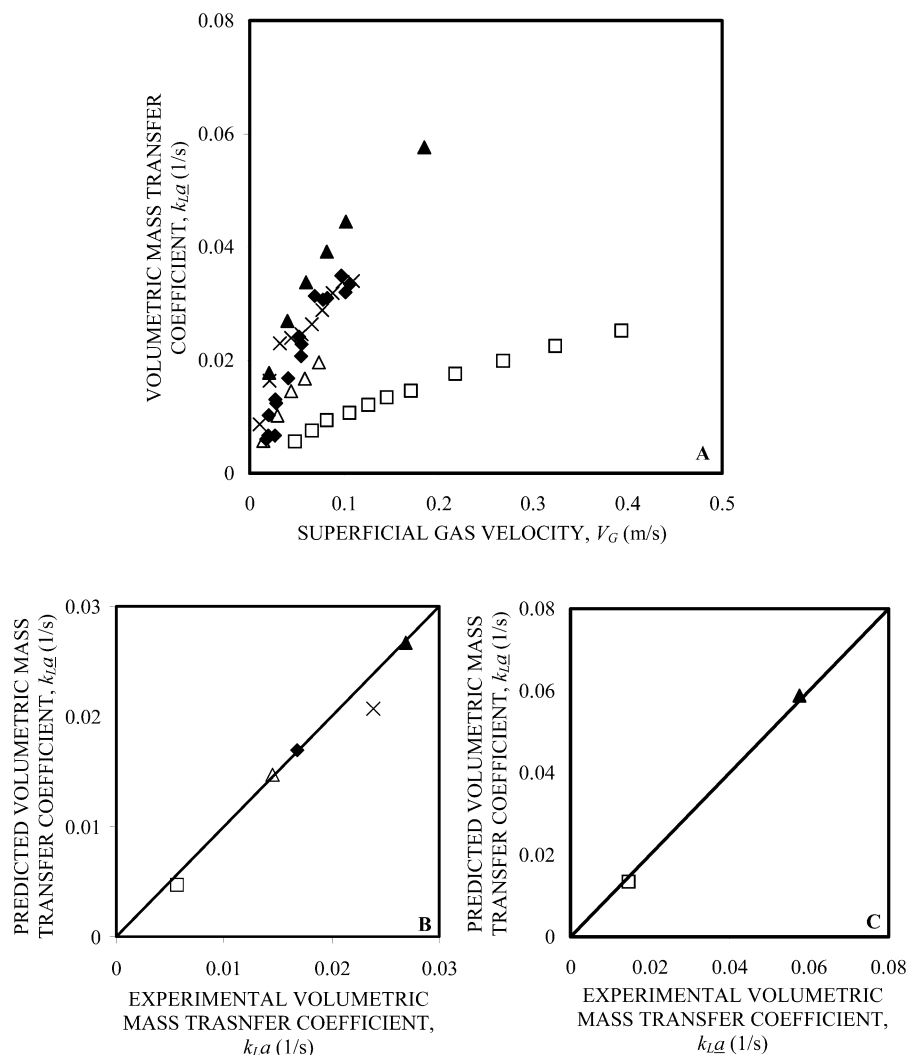 0.08
0.06
0.04
0.02
0
VOLUMETRIC MASS TRANSFER
COEFFICIENT, kLa (1/s)
A
0 0.1 0.2 0.3 0.4 0.5
SUPERFICIAL GAS VELOCITY, VG (m/s)
0.03
0.02
0.01
0
PREDICTED VOLUMETRIC MASS
TRANSFER COEFFICIENT, kLa (1/s)
B
0 0.01 0.02 0.03
EXPERIMENTAL VOLUMETRIC
MASS TRASNFER COEFFICIENT,
kLa (1/s)
0.08
0.06
0.04
0.02
0
PREDICTED VOLUMETRIC MASS
TRANSFER COEFFICIENT, kLa (1/s)
C
0 0.02 0.04 0.06 0.08
EXPERIMENTAL VOLUMETRIC
MASS TRANSFER COEFFICIENT,
kLa (1/s)